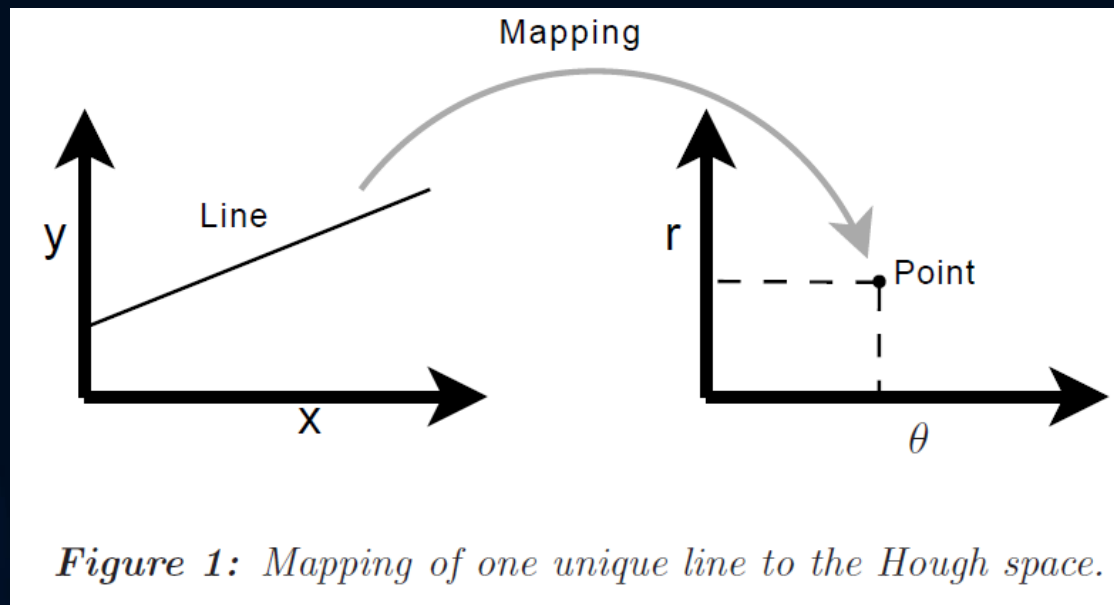 Mapping
Line
y
x
r
Point
θ
Figure 1: Mapping of one unique line to the Hough space.